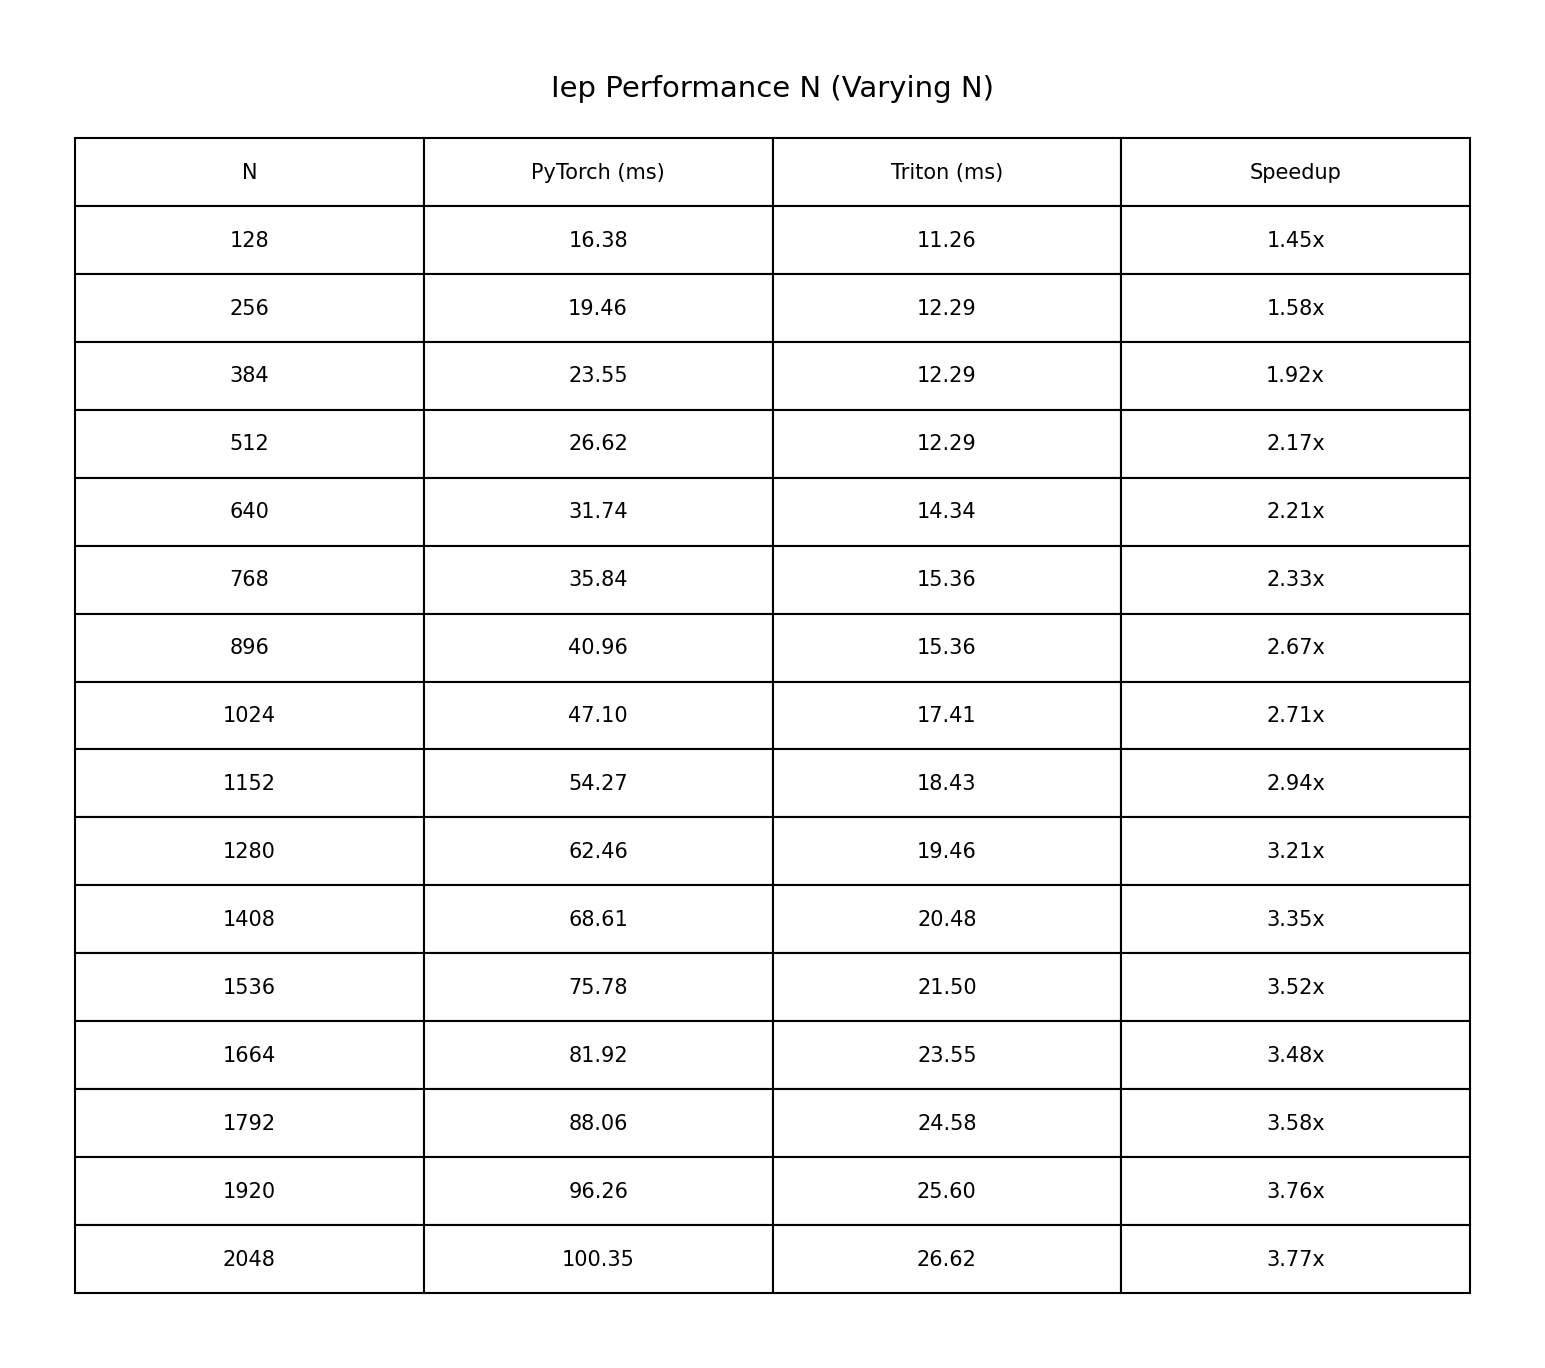 Iep Performance N (Varying N)
N PyTorch (ms) Triton (ms) Speedup
128 16.38 11.26 1.45x
256 19.46 12.29 1.58x
384 23.55 12.29 1.92x
512 26.62 12.29 2.17x
640 31.74 14.34 2.21x
768 35.84 15.36 2.33x
896 40.96 15.36 2.67x
1024 47.10 17.41 2.71x
1152 54.27 18.43 2.94x
1280 62.46 19.46 3.21x
1408 68.61 20.48 3.35x
1536 75.78 21.50 3.52x
1664 81.92 23.55 3.48x
1792 88.06 24.58 3.58x
1920 96.26 25.60 3.76x
2048 100.35 26.62 3.77x